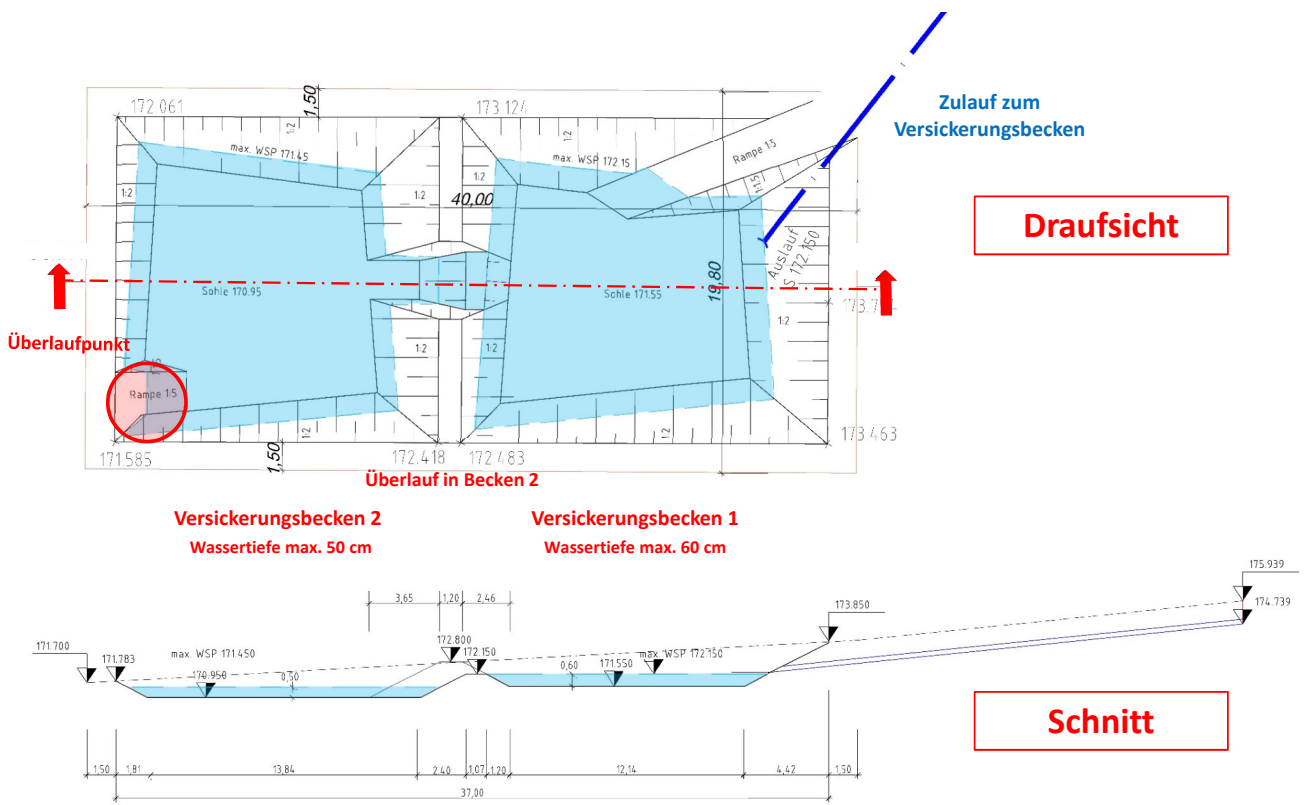 Zulauf zum
Versickerungsbecken
172 061
1,50
173 124
1:2
max. WSP 171.45
1:2
max. WSP 172 15
Rampe 1:5
1:1.5
1:2
1:2
40,00
1:2
1:2
Draufsicht
Auslauf
S 172.150
19,80
Sohle 170.95
Sohle 171.55
1:2
Überlaufpunkt
1:2
1:2
Rampe 1:5
1:2
1,50
1:2
171.585
172.418
172 483
173 463
Überlauf in Becken 2
Versickerungsbecken 2
Wassertiefe max. 50 cm
Versickerungsbecken 1
Wassertiefe max. 60 cm
175.939
174.739
3,65
1,20
2,46
173.850
171.700
171.783
max. WSP 171.450
172.800
172.150
max. WSP 172.150
170.950
0,50
0,60
171.550
Schnitt
1,50
1,81
13,84
2.40
1,07
1,20
12,14
4,42
1,50
37,00